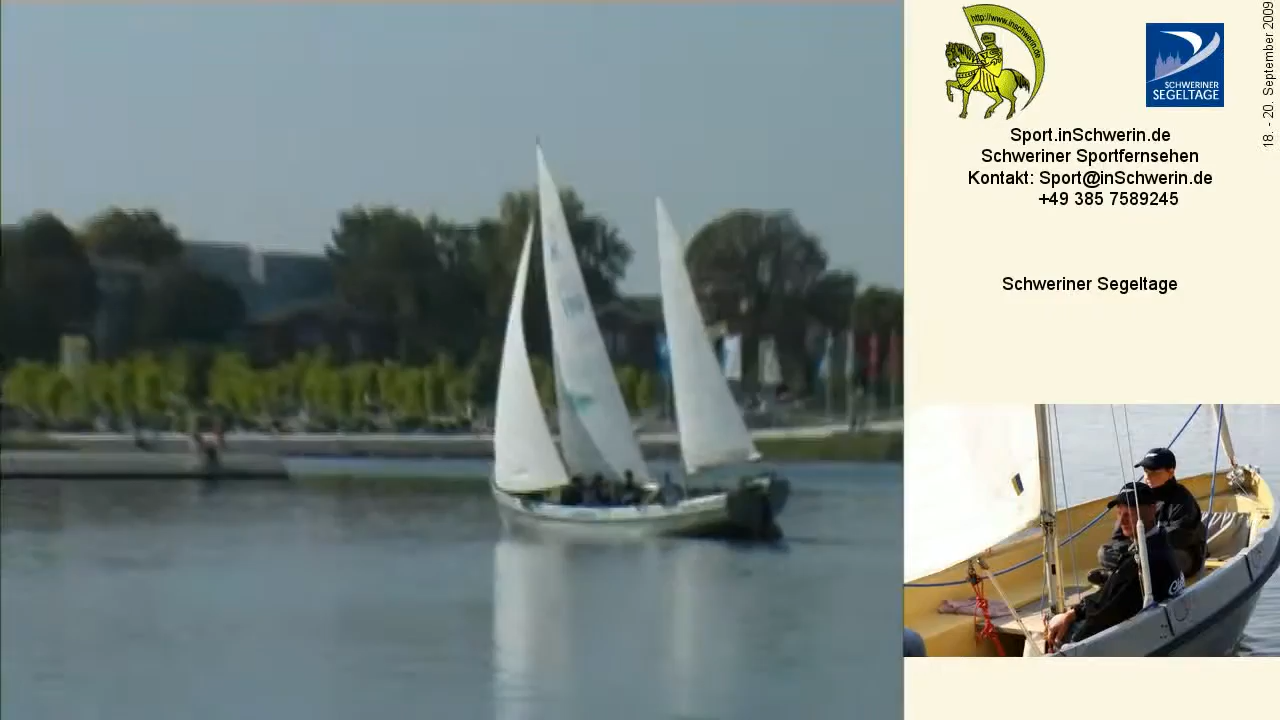 http://www.inschwerin.de
SCHWERINER
SEGELTAGE
18. - 20. September 2009
Sport.inSchwerin.de
Schweriner Sportfernsehen
Kontakt: Sport@inSchwerin.de
+49 385 7589245
Schweriner Segeltage